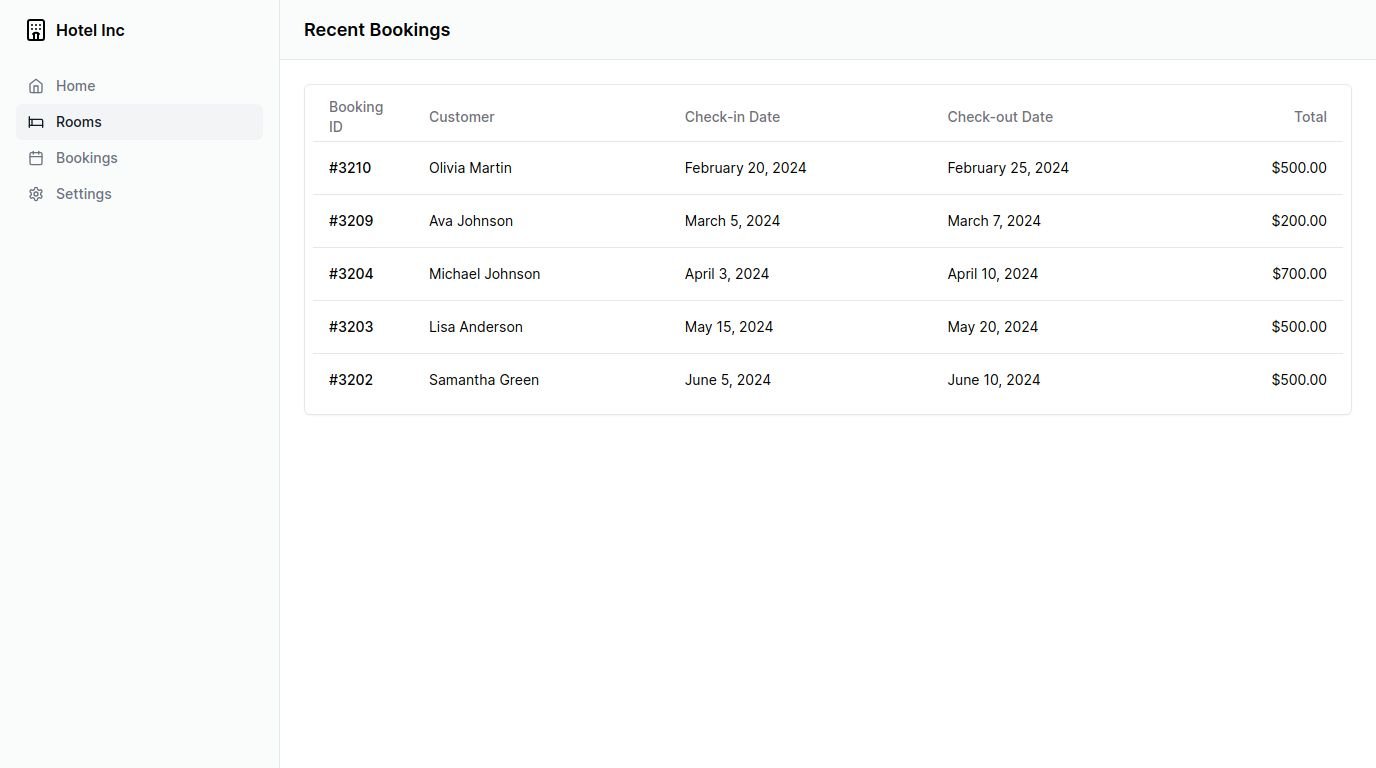 Hotel Inc
Home
Rooms
Bookings
Settings
Recent Bookings
Booking ID Customer Check-in Date Check-out Date Total
#3210 Olivia Martin February 20, 2024 February 25, 2024 $500.00
#3209 Ava Johnson March 5, 2024 March 7, 2024 $200.00
#3204 Michael Johnson April 3, 2024 April 10, 2024 $700.00
#3203 Lisa Anderson May 15, 2024 May 20, 2024 $500.00
#3202 Samantha Green June 5, 2024 June 10, 2024 $500.00